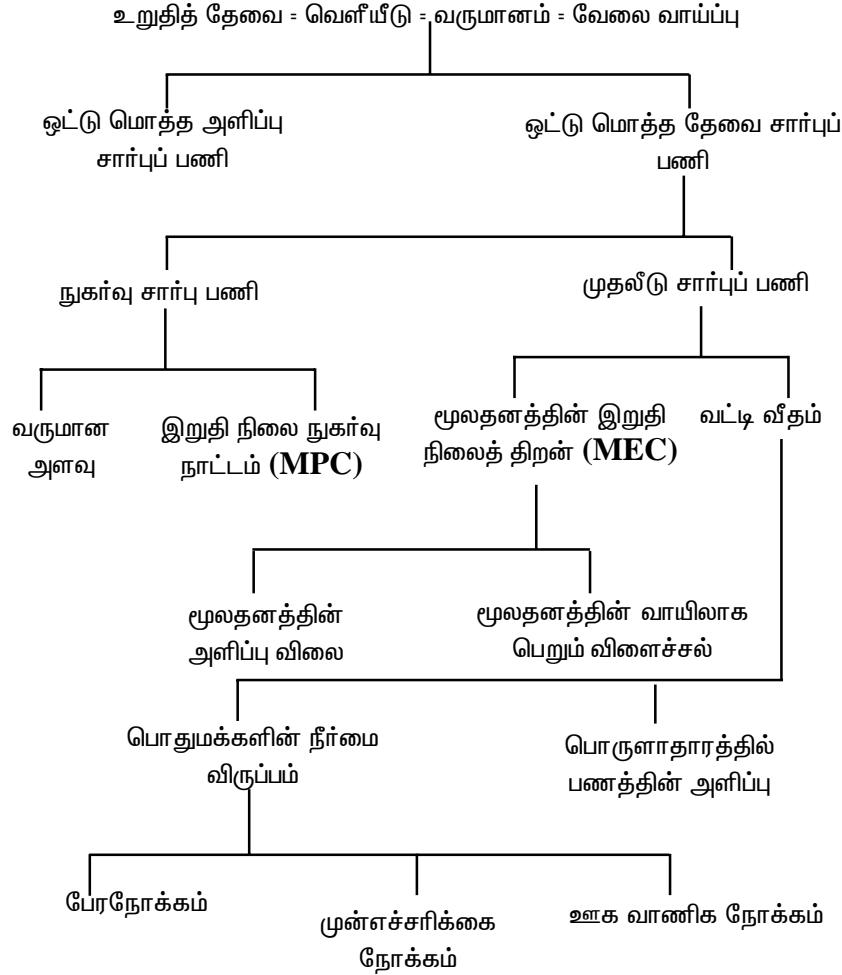 உறுதித் தேவை = வெளியீடு = வருமானம் = வேலை வாய்ப்பு
ஒட்டு மொத்த அளிப்பு
சார்புப் பணி
ஒட்டு மொத்த தேவை சார்புப்
பணி
நுகர்வு சார்பு பணி
முதலீடு சார்புப் பணி
வருமான
அளவு
இறுதி நிலை நுகர்வு
நாட்டம் (MPC)
மூலதனத்தின் இறுதி
நிலைத் திறன் (MEC)
வட்டி வீதம்
மூலதனத்தின்
அளிப்பு விலை
மூலதனத்தின் வாயிலாக
பெறும் விளைச்சல்
பொதுமக்களின் நீர்மை
விருப்பம்
பொருளாதாரத்தில்
பணத்தின் அளிப்பு
பேரநோக்கம்
முன்எச்சரிக்கை
நோக்கம்
ஊக வாணிக நோக்கம்